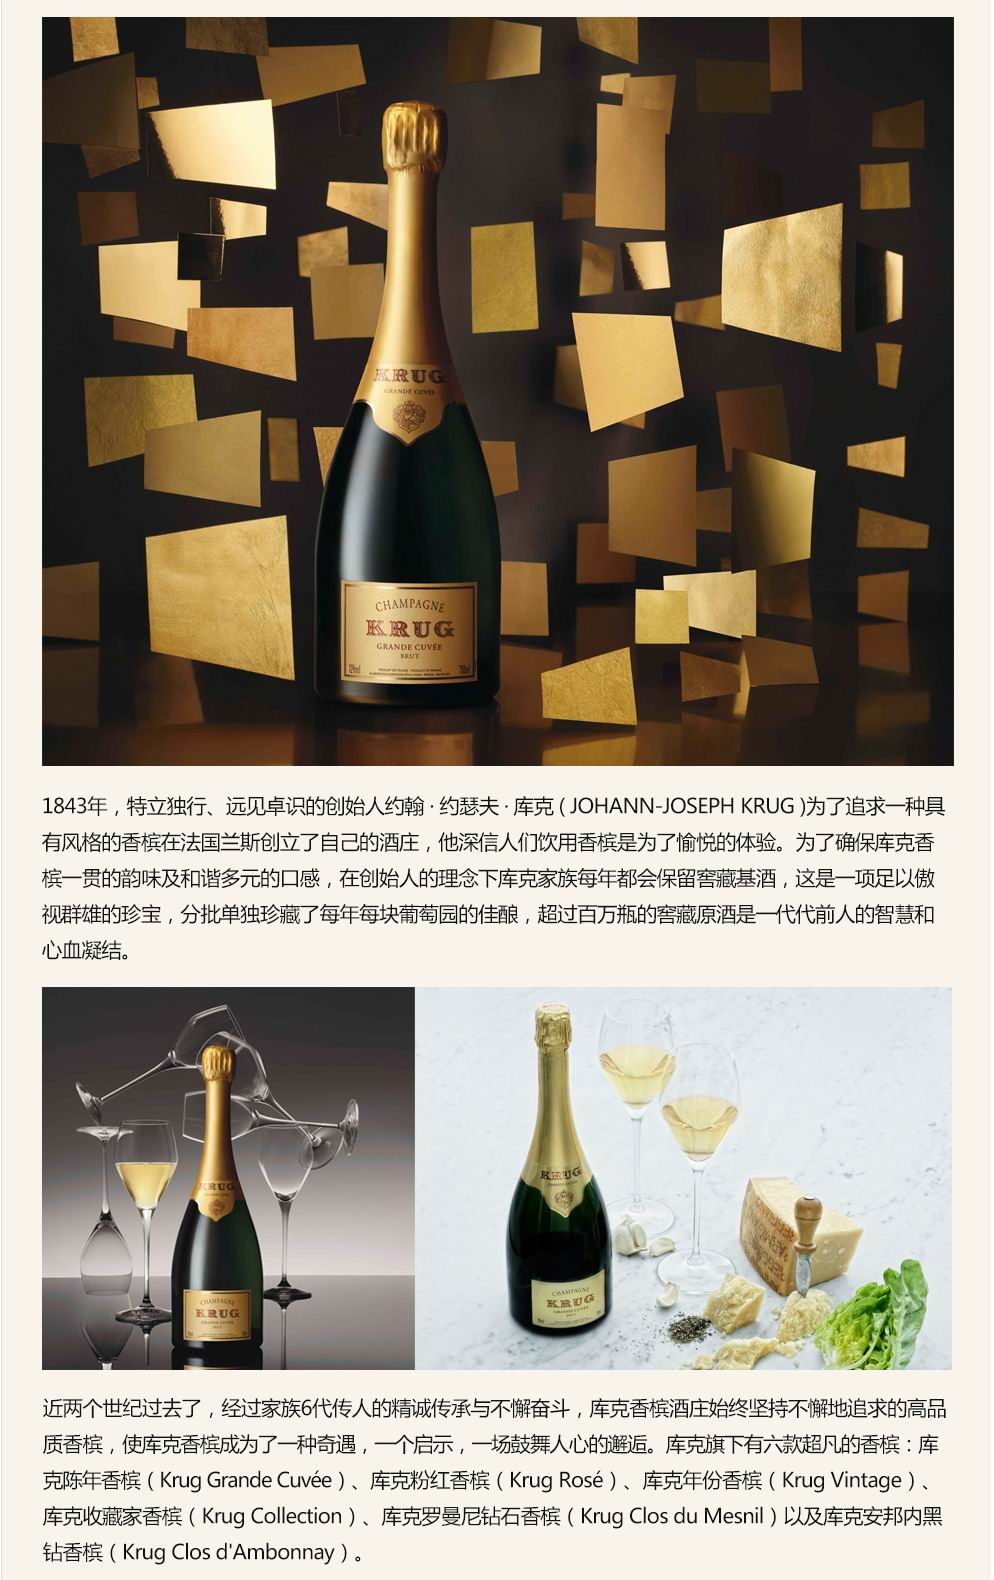 KRUG
GRANDE CUVÉE
CHAMPAGNE
KRUG
GRANDE CUVÉE
BRUT
12%vol
750ml
1843年，特立独行、远见卓识的创始人约翰 · 约瑟夫 · 库克 ( JOHANN-JOSEPH KRUG )为了追求一种具
有风格的香槟在法国兰斯创立了自己的酒庄，他深信人们饮用香槟是为了愉悦的体验。为了确保库克香
槟一贯的韵味及和谐多元的口感，在创始人的理念下库克家族每年都会保留窖藏基酒，这是一项足以傲
视群雄的珍宝，分批单独珍藏了每年每块葡萄园的佳酿，超过百万瓶的窖藏原酒是一代代前人的智慧和
心血凝结。
KRUG
CHAMPAGNE
KRUG
GRANDE CUVÉE
BRUT
KRUG
GRANDE CUVÉE
CHAMPAGNE
KRUG
GRANDE CUVÉE
BRUT
近两个世纪过去了，经过家族6代传人的精诚传承与不懈奋斗，库克香槟酒庄始终坚持不懈地追求的高品
质香槟，使库克香槟成为了一种奇遇，一个启示，一场鼓舞人心的邂逅。库克旗下有六款超凡的香槟：库
克陈年香槟（Krug Grande Cuvée）、库克粉红香槟（Krug Rosé）、库克年份香槟（Krug Vintage）、
库克收藏家香槟（Krug Collection）、库克罗曼尼钻石香槟（Krug Clos du Mesnil）以及库克安邦内黑
钻香槟（Krug Clos d'Ambonnay）。